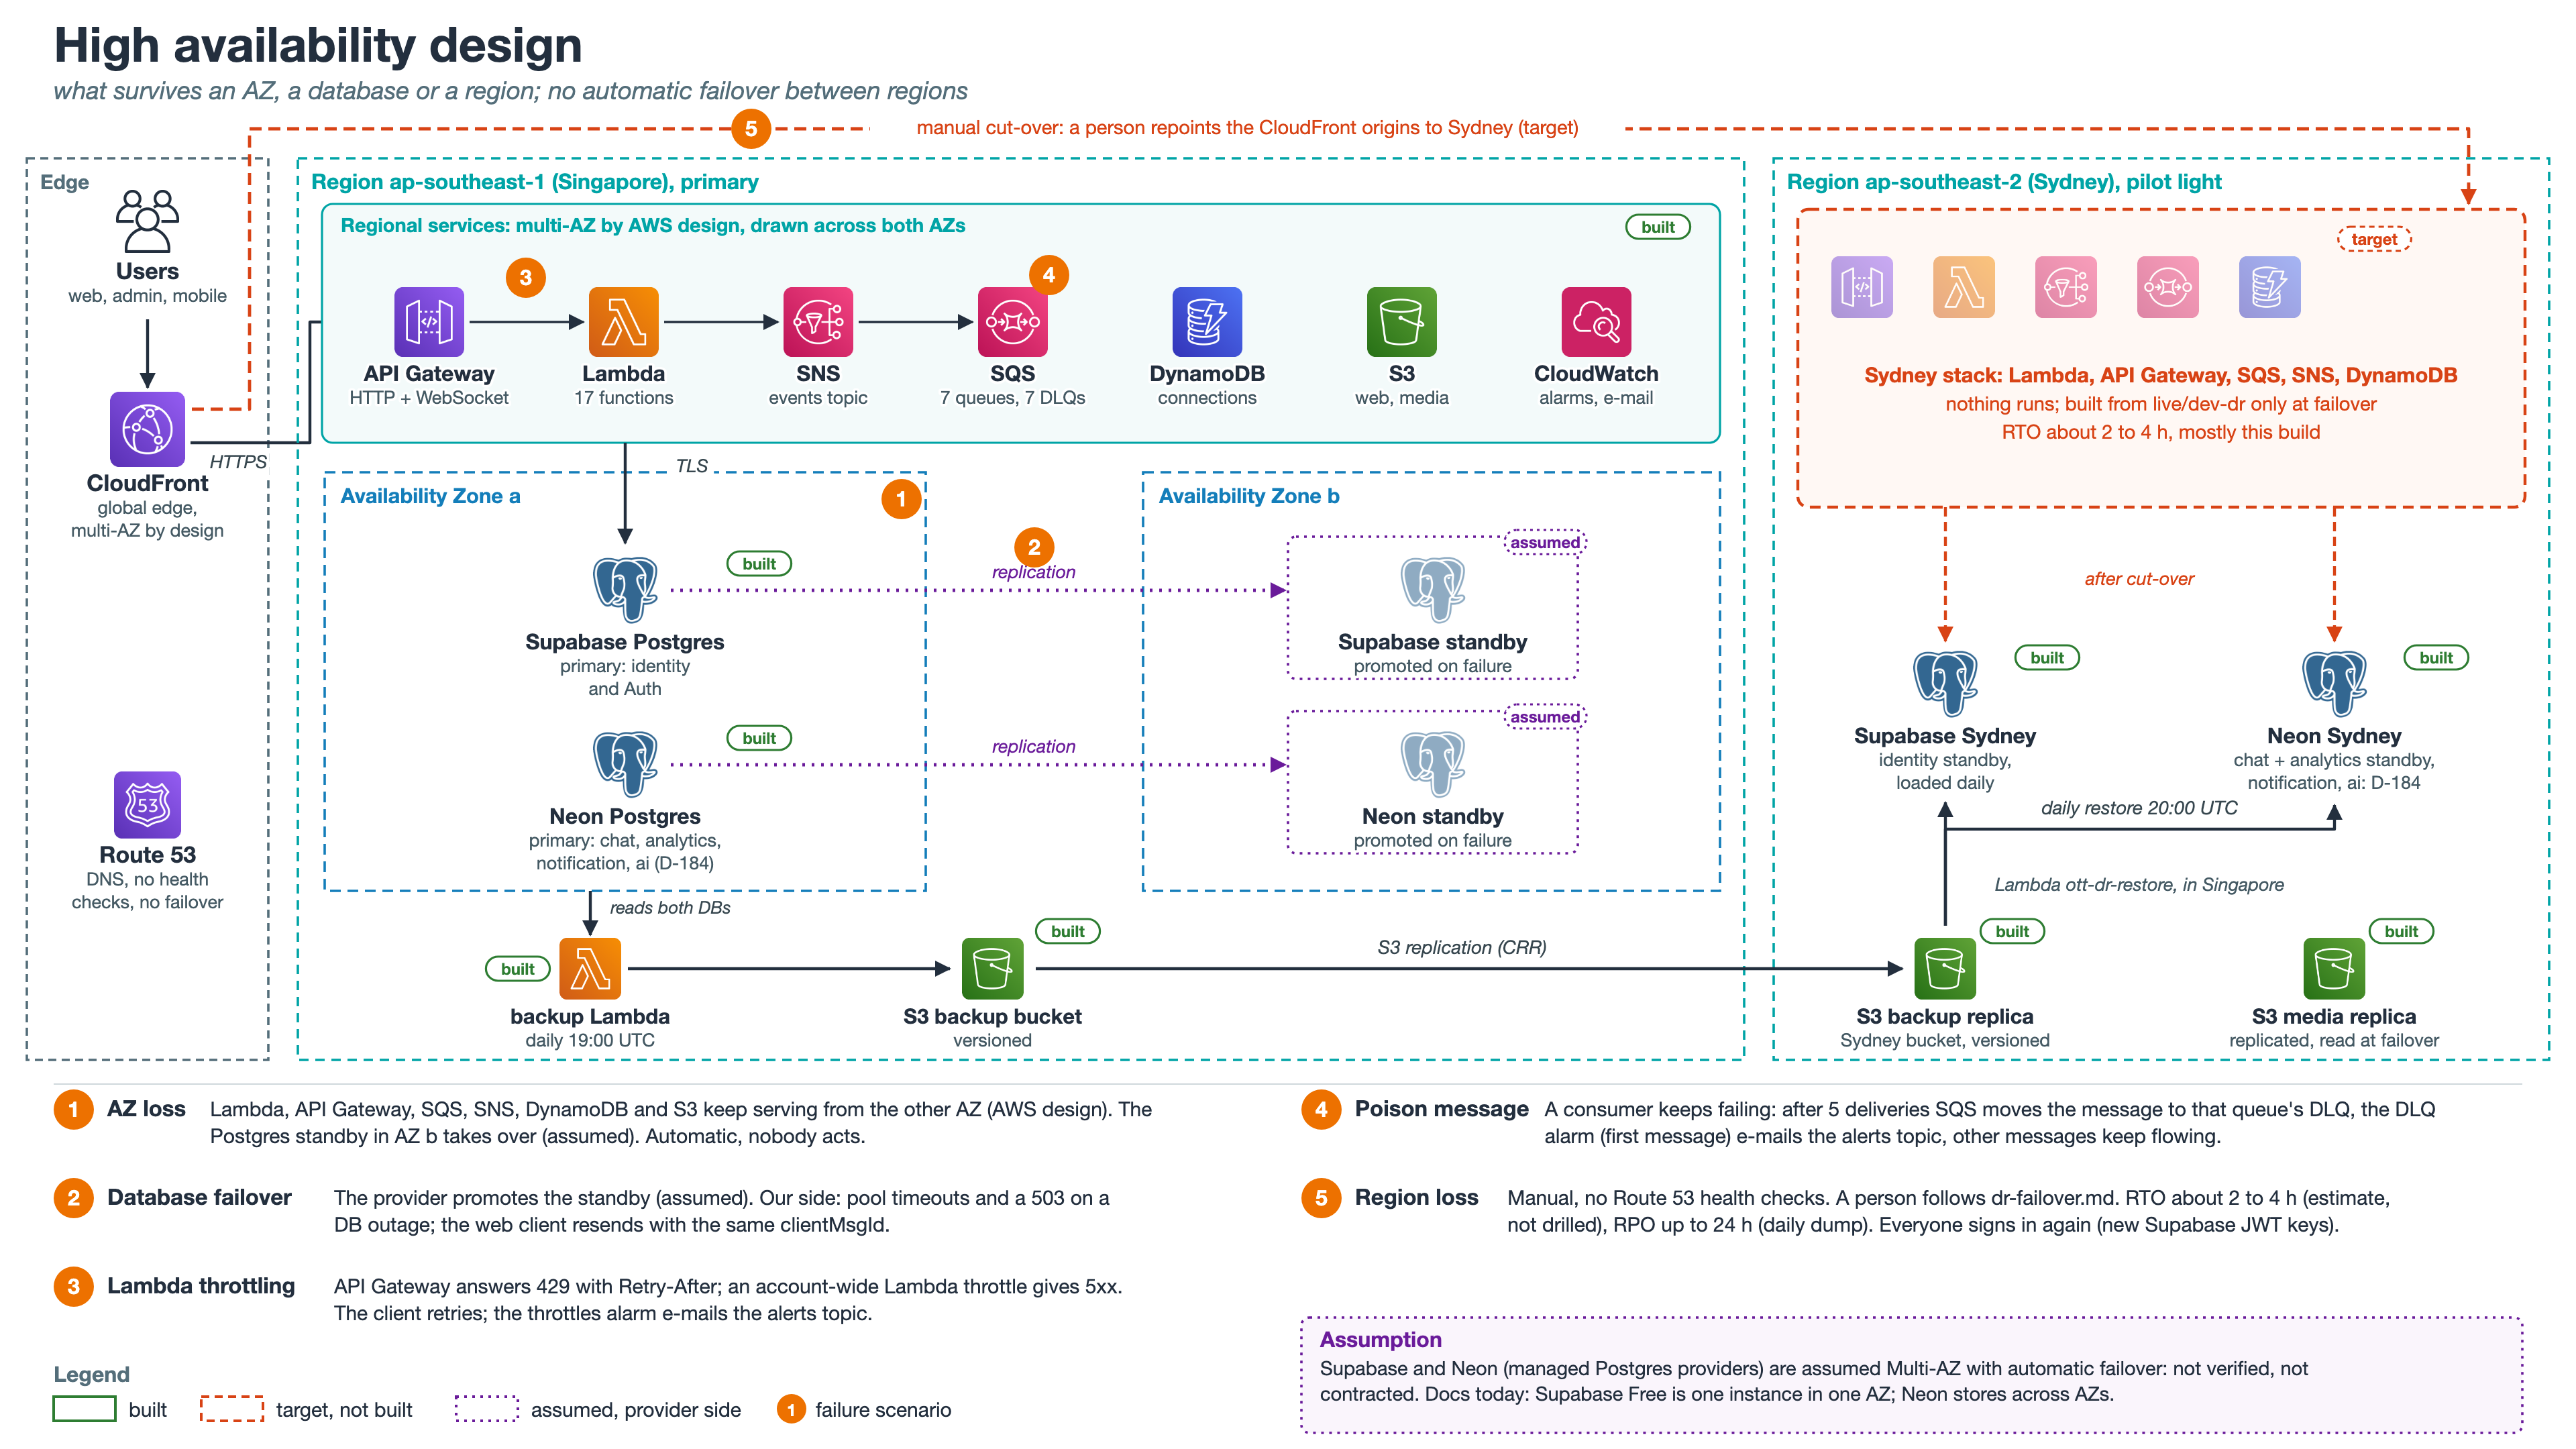 High availability design
what survives an AZ, a database or a region; no automatic failover between regions
5
manual cut-over: a person repoints the CloudFront origins to Sydney (target)
Edge
Users
web, admin, mobile
CloudFront
global edge,
multi-AZ by design
HTTPS
Route 53
DNS, no health
checks, no failover
53
Region ap-southeast-1 (Singapore), primary
Regional services: multi-AZ by AWS design, drawn across both AZs
built
3
4
API Gateway
HTTP + WebSocket
Lambda
17 functions
SNS
events topic
SQS
7 queues, 7 DLQs
DynamoDB
connections
S3
web, media
CloudWatch
alarms, e-mail
TLS
Availability Zone a
1
built
Supabase Postgres
primary: identity
and Auth
built
Neon Postgres
primary: chat, analytics,
notification, ai (D-184)
2
replication
replication
Availability Zone b
assumed
Supabase standby
promoted on failure
assumed
Neon standby
promoted on failure
reads both DBs
built
backup Lambda
daily 19:00 UTC
built
S3 backup bucket
versioned
S3 replication (CRR)
Region ap-southeast-2 (Sydney), pilot light
target
Sydney stack: Lambda, API Gateway, SQS, SNS, DynamoDB
nothing runs; built from live/dev-dr only at failover
RTO about 2 to 4 h, mostly this build
after cut-over
built
Supabase Sydney
identity standby,
loaded daily
built
Neon Sydney
chat + analytics standby,
notification, ai: D-184
daily restore 20:00 UTC
Lambda ott-dr-restore, in Singapore
built
S3 backup replica
Sydney bucket, versioned
built
S3 media replica
replicated, read at failover
1 AZ loss Lambda, API Gateway, SQS, SNS, DynamoDB and S3 keep serving from the other AZ (AWS design). The
Postgres standby in AZ b takes over (assumed). Automatic, nobody acts.
2 Database failover The provider promotes the standby (assumed). Our side: pool timeouts and a 503 on a
DB outage; the web client resends with the same clientMsgId.
3 Lambda throttling API Gateway answers 429 with Retry-After; an account-wide Lambda throttle gives 5xx.
The client retries; the throttles alarm e-mails the alerts topic.
4 Poison message A consumer keeps failing: after 5 deliveries SQS moves the message to that queue's DLQ, the DLQ
alarm (first message) e-mails the alerts topic, other messages keep flowing.
5 Region loss Manual, no Route 53 health checks. A person follows dr-failover.md. RTO about 2 to 4 h (estimate,
not drilled), RPO up to 24 h (daily dump). Everyone signs in again (new Supabase JWT keys).
Legend
built
target, not built
assumed, provider side
1 failure scenario
Assumption
Supabase and Neon (managed Postgres providers) are assumed Multi-AZ with automatic failover: not verified, not
contracted. Docs today: Supabase Free is one instance in one AZ; Neon stores across AZs.